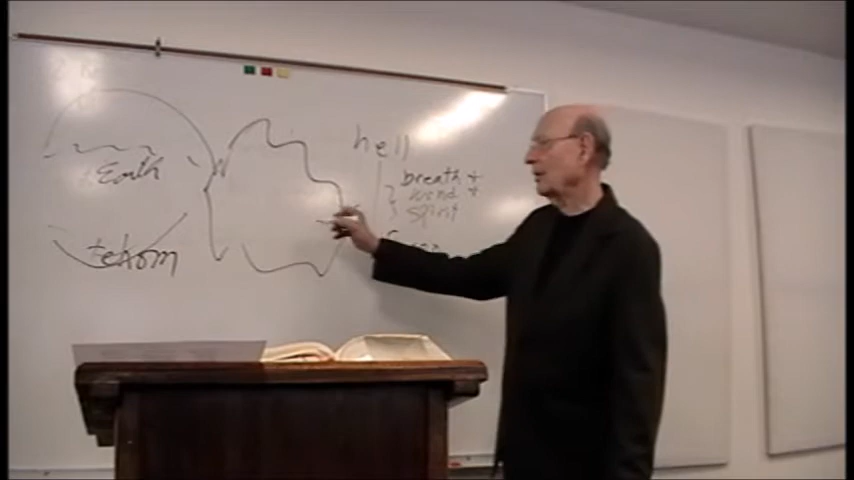 Earth
tehom
hell
breath +
wind +
spirit